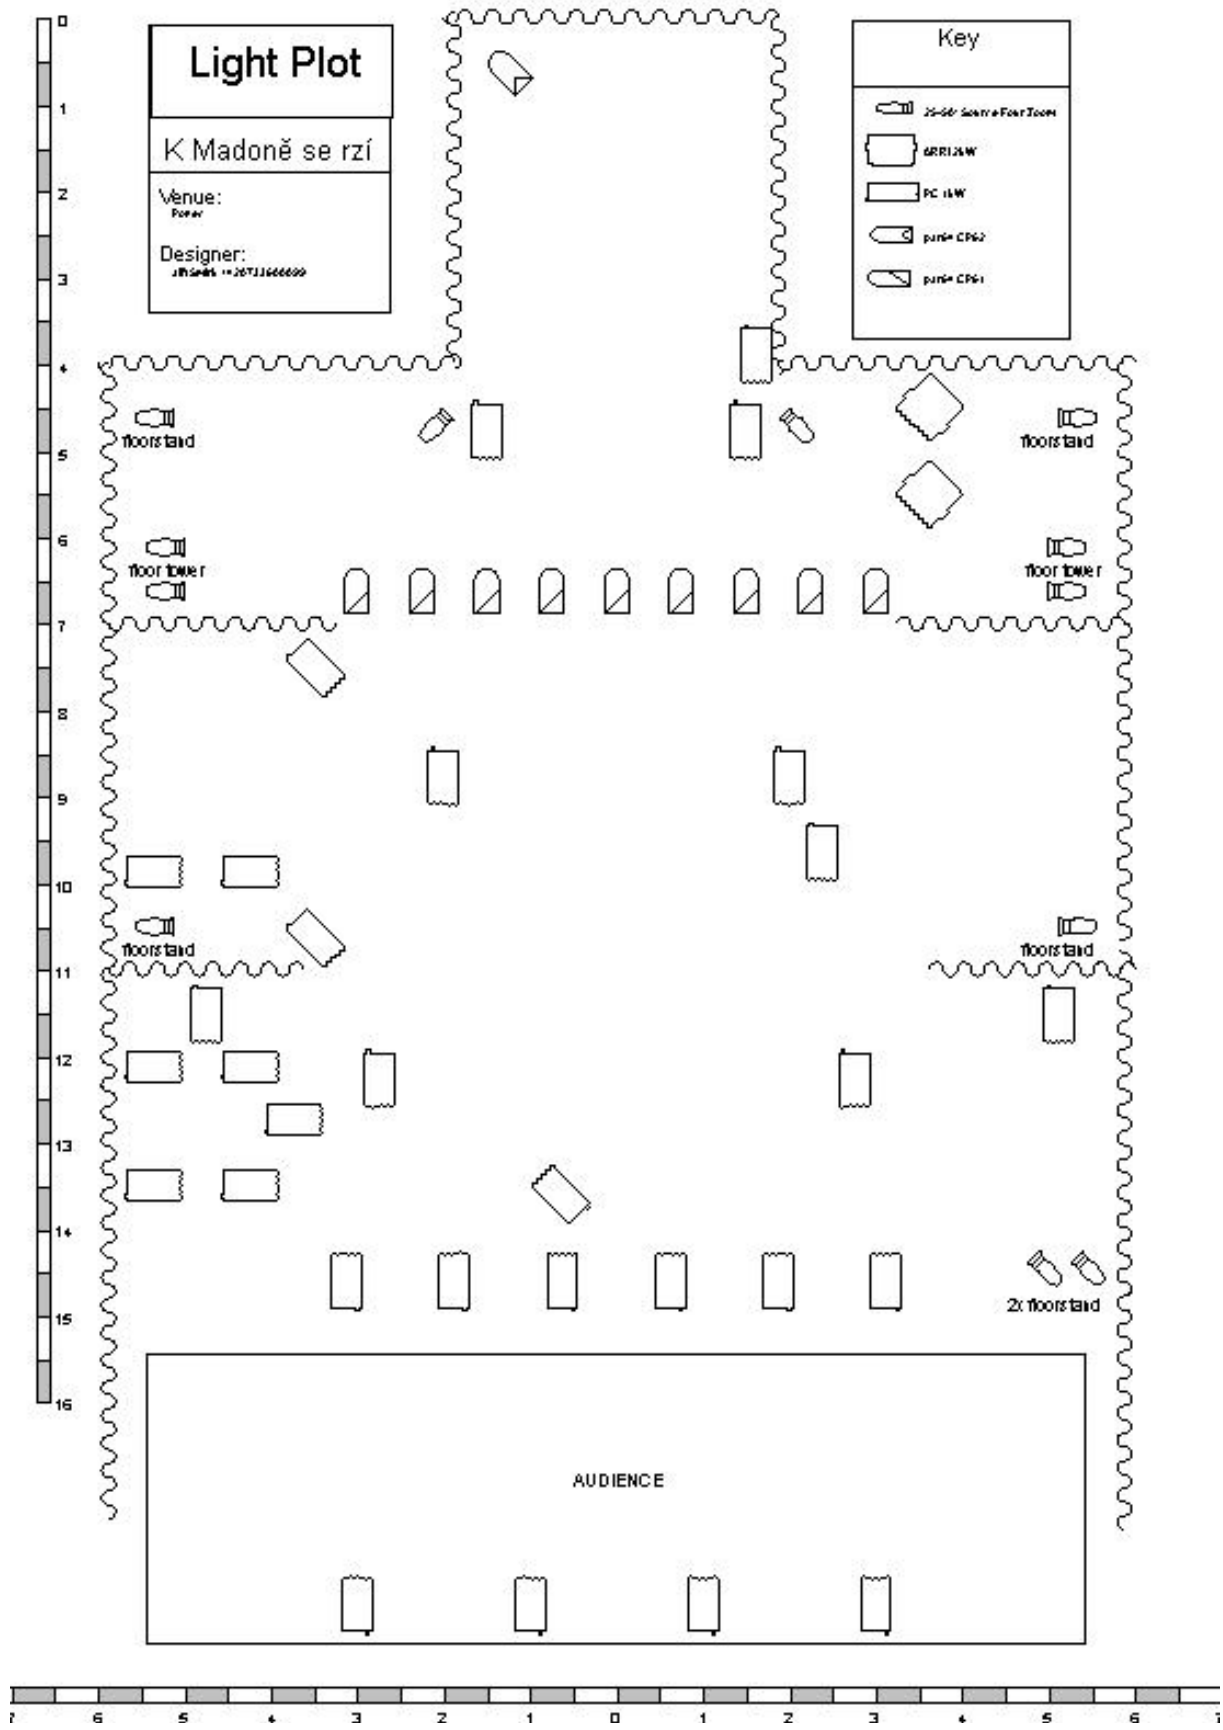 Light Plot
K Madoně se rzí
Venue:
Designer:
Key
ARRI 2kW
PC 1kW
par64 CP62
par64 CP61
floorstand
floorstand
floor tower
floor tower
floorstand
floorstand
2x floorstand
AUDIENCE
0
1
2
3
4
5
6
7
8
9
10
11
12
13
14
15
16
6 5 4 3 2 1 0 1 2 3 4 5 6